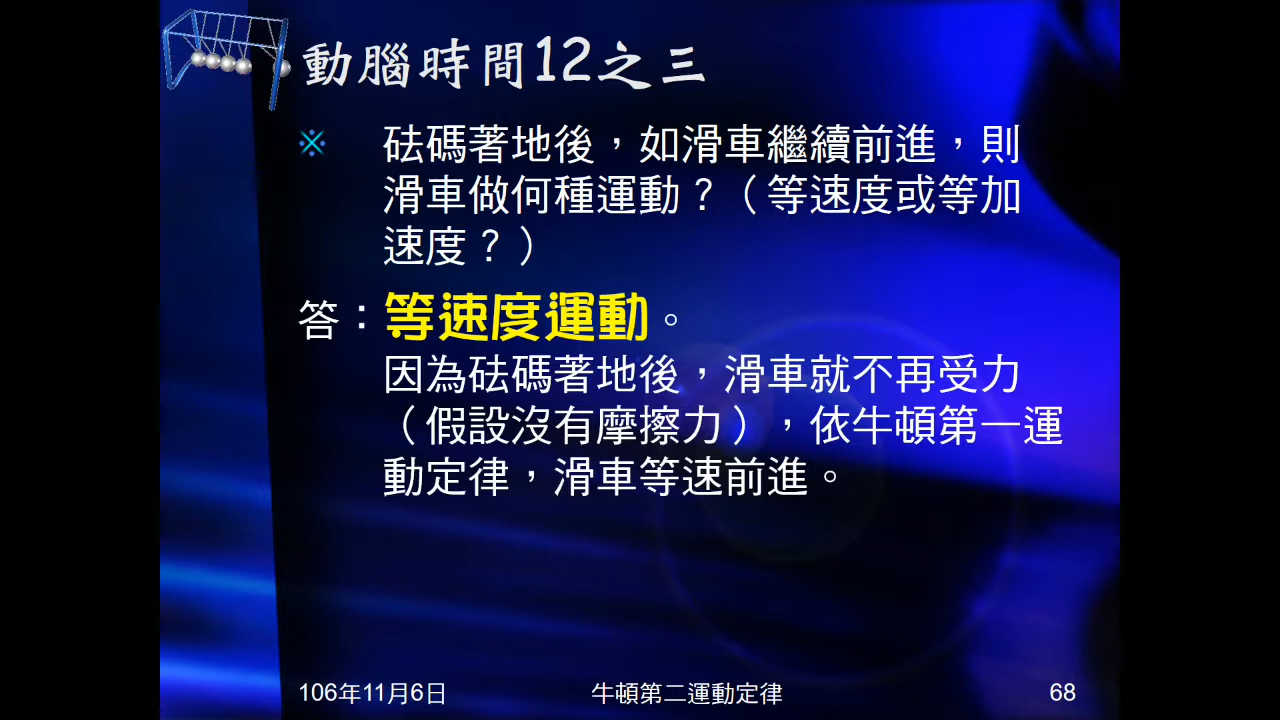 動腦時間12之三
※ 砝碼著地後，如滑車繼續前進，則
滑車做何種運動？（等速度或等加
速度？）
答：等速度運動。
因為砝碼著地後，滑車就不再受力
（假設沒有摩擦力），依牛頓第一運
動定律，滑車等速前進。
106年11月6日 牛頓第二運動定律 68